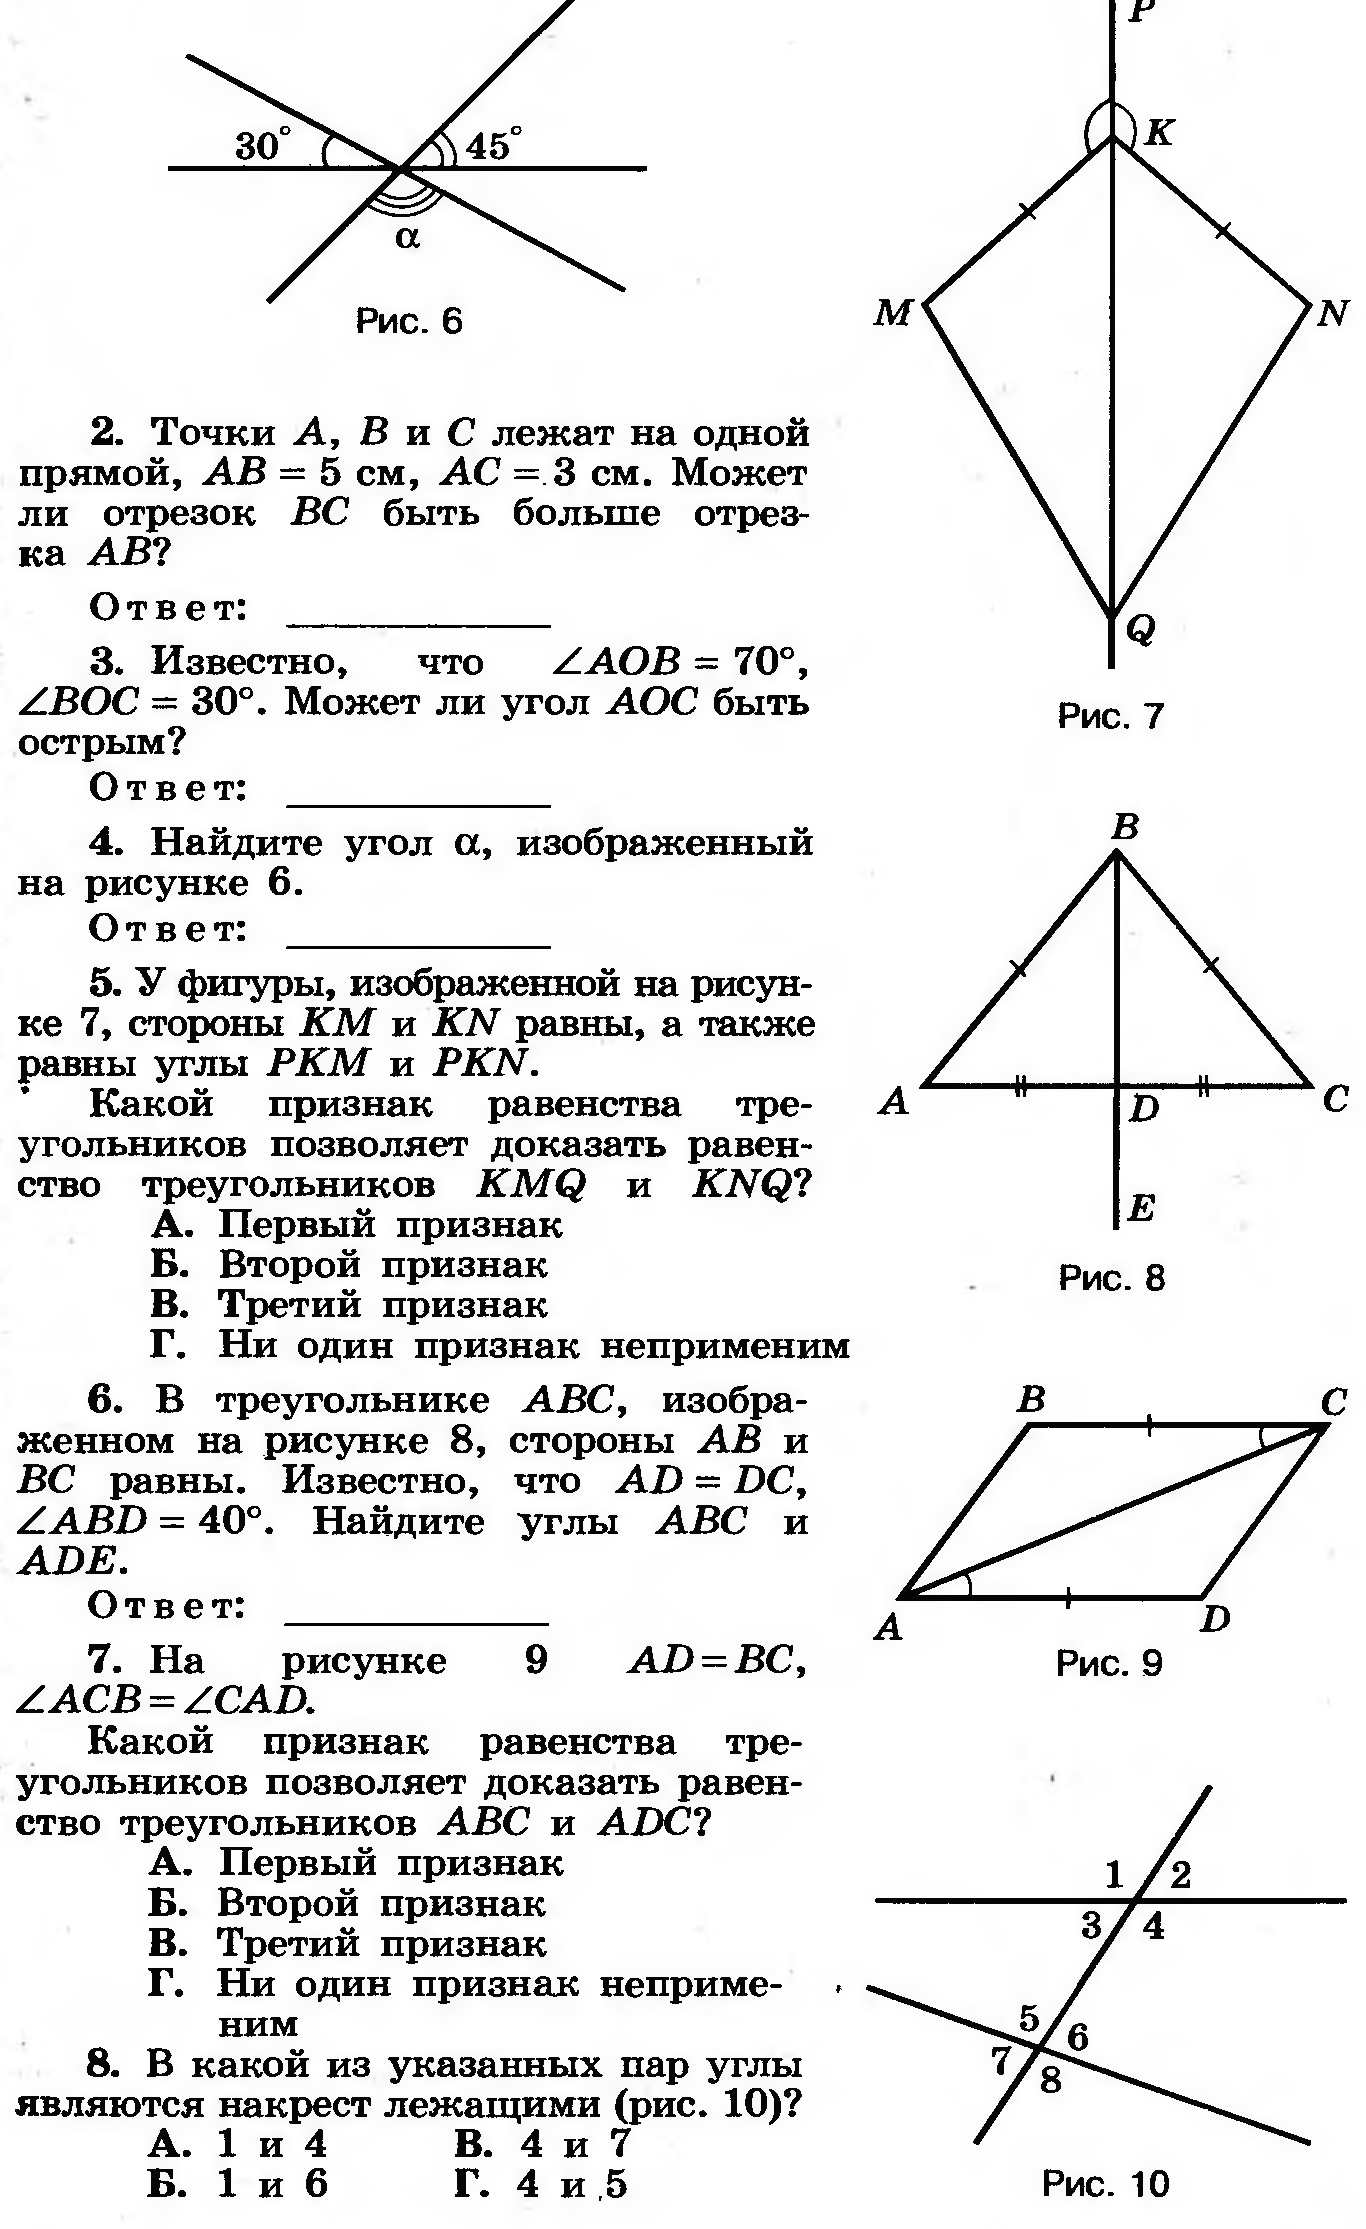 P
K
30°
45°
α
Рис. 6
M
N
Q
Рис. 7
2. Точки A, B и C лежат на одной
прямой, AB = 5 см, AC = 3 см. Может
ли отрезок BC быть больше отрез-
ка AB?
Ответ:
3. Известно, что ∠AOB = 70°,
∠BOC = 30°. Может ли угол AOC быть
острым?
Ответ:
4. Найдите угол α, изображенный
на рисунке 6.
Ответ:
5. У фигуры, изображенной на рисун-
ке 7, стороны KM и KN равны, а также
равны углы PKM и PKN.
Какой признак равенства тре-
угольников позволяет доказать равен-
ство треугольников KMQ и KNQ?
А. Первый признак
Б. Второй признак
В. Третий признак
Г. Ни один признак неприменим
B
A
D
C
E
Рис. 8
6. В треугольнике ABC, изобра-
женном на рисунке 8, стороны AB и
BC равны. Известно, что AD = DC,
∠ABD = 40°. Найдите углы ABC и
ADE.
Ответ:
B
C
A
D
Рис. 9
7. На рисунке 9 AD = BC,
∠ACB = ∠CAD.
Какой признак равенства тре-
угольников позволяет доказать равен-
ство треугольников ABC и ADC?
А. Первый признак
Б. Второй признак
В. Третий признак
Г. Ни один признак неприме-
ним
8. В какой из указанных пар углы
являются накрест лежащими (рис. 10)?
А. 1 и 4 В. 4 и 7
Б. 1 и 6 Г. 4 и 5
1 2
3 4
5 6
7 8
Рис. 10